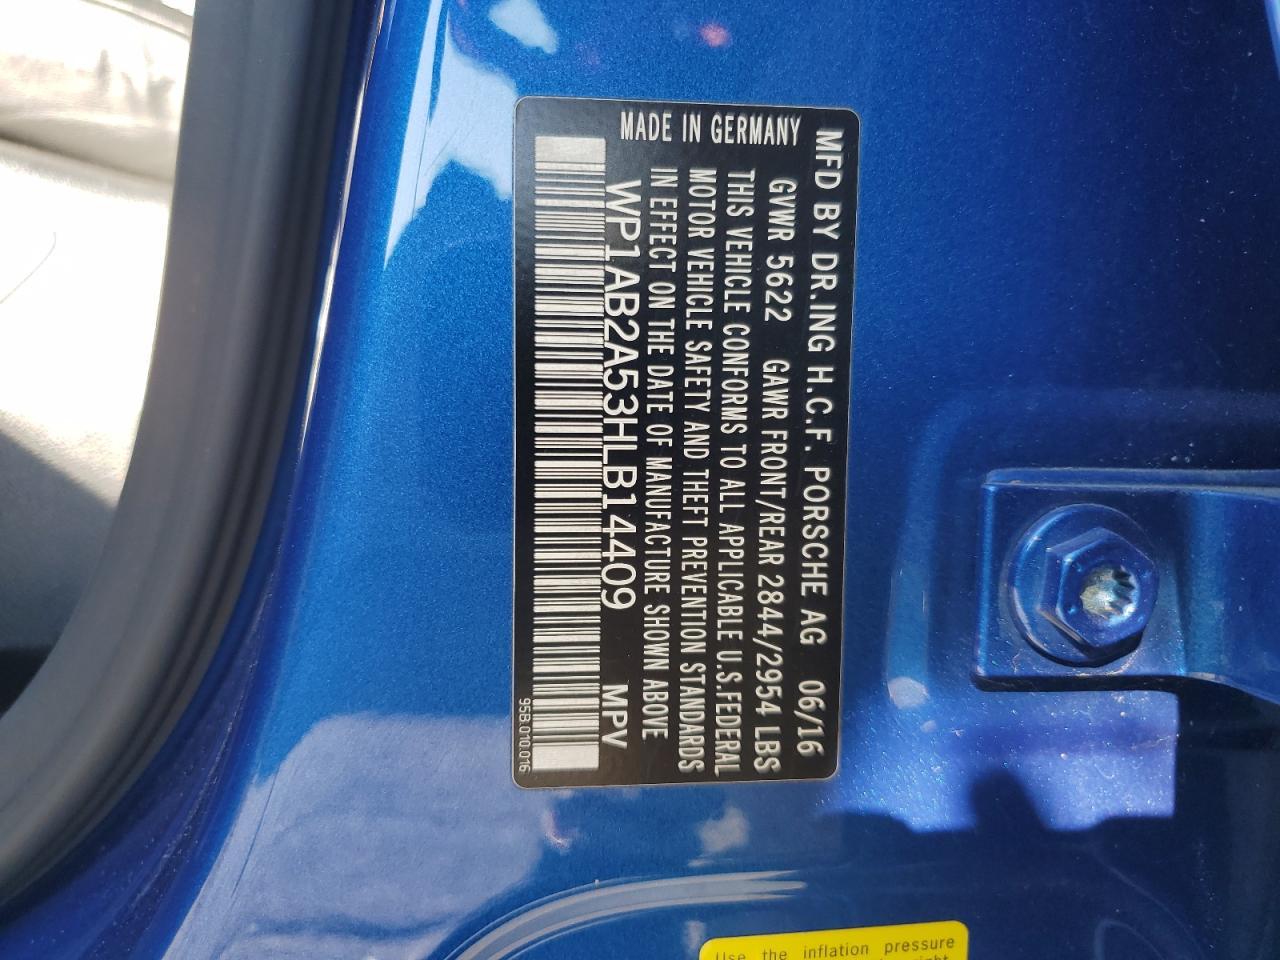 MFD BY DR.ING H.C.F. PORSCHE AG 06/16
GVWR 5622 GAWR FRONT/REAR 2844/2954 LBS
THIS VEHICLE CONFORMS TO ALL APPLICABLE U.S.FEDERAL
MOTOR VEHICLE SAFETY AND THEFT PREVENTION STANDARDS
IN EFFECT ON THE DATE OF MANUFACTURE SHOWN ABOVE
MADE IN GERMANY
WP1AB2A53HLB14409 MPV
95B.010.016
Use the inflation pressure